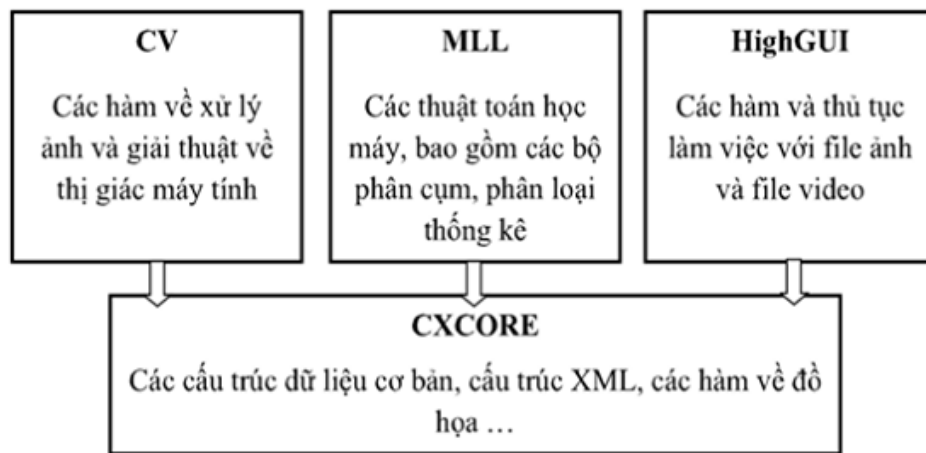 CV
Các hàm về xử lý
ảnh và giải thuật về
thị giác máy tính
MLL
Các thuật toán học
máy, bao gồm các bộ
phân cụm, phân loại
thống kê
HighGUI
Các hàm và thủ tục
làm việc với file ảnh
và file video
CXCORE
Các cấu trúc dữ liệu cơ bản, cấu trúc XML, các hàm về đồ
họa ...